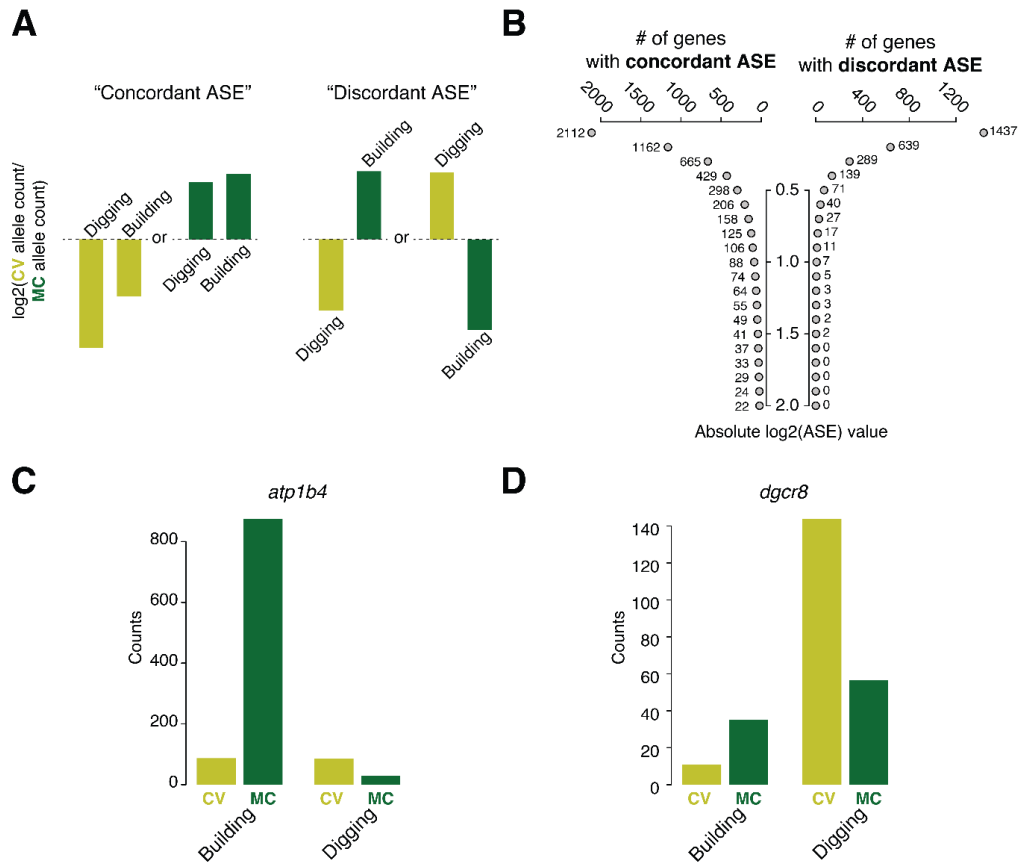 A
"Concordant ASE"
"Discordant ASE"
log2(CV allele count/
MC allele count)
Digging
Building
or
Digging
Building
Digging
Building
or
Digging
Building
B
# of genes
with concordant ASE
# of genes
with discordant ASE
2000 1500 1000 500 0
0 400 800 1200
2112 1437
1162 639
665 289
429 139
298 0.5 71
206 40
158 27
125 17
106 11
88 1.0 7
74 5
64 3
55 3
49 2
41 1.5 2
37 0
33 0
29 0
24 0
22 2.0 0
Absolute log2(ASE) value
C
atp1b4
Counts
800
600
400
200
0
CV MC CV MC
Building Digging
D
dgcr8
Counts
140
120
100
80
60
40
20
0
CV MC CV MC
Building Digging